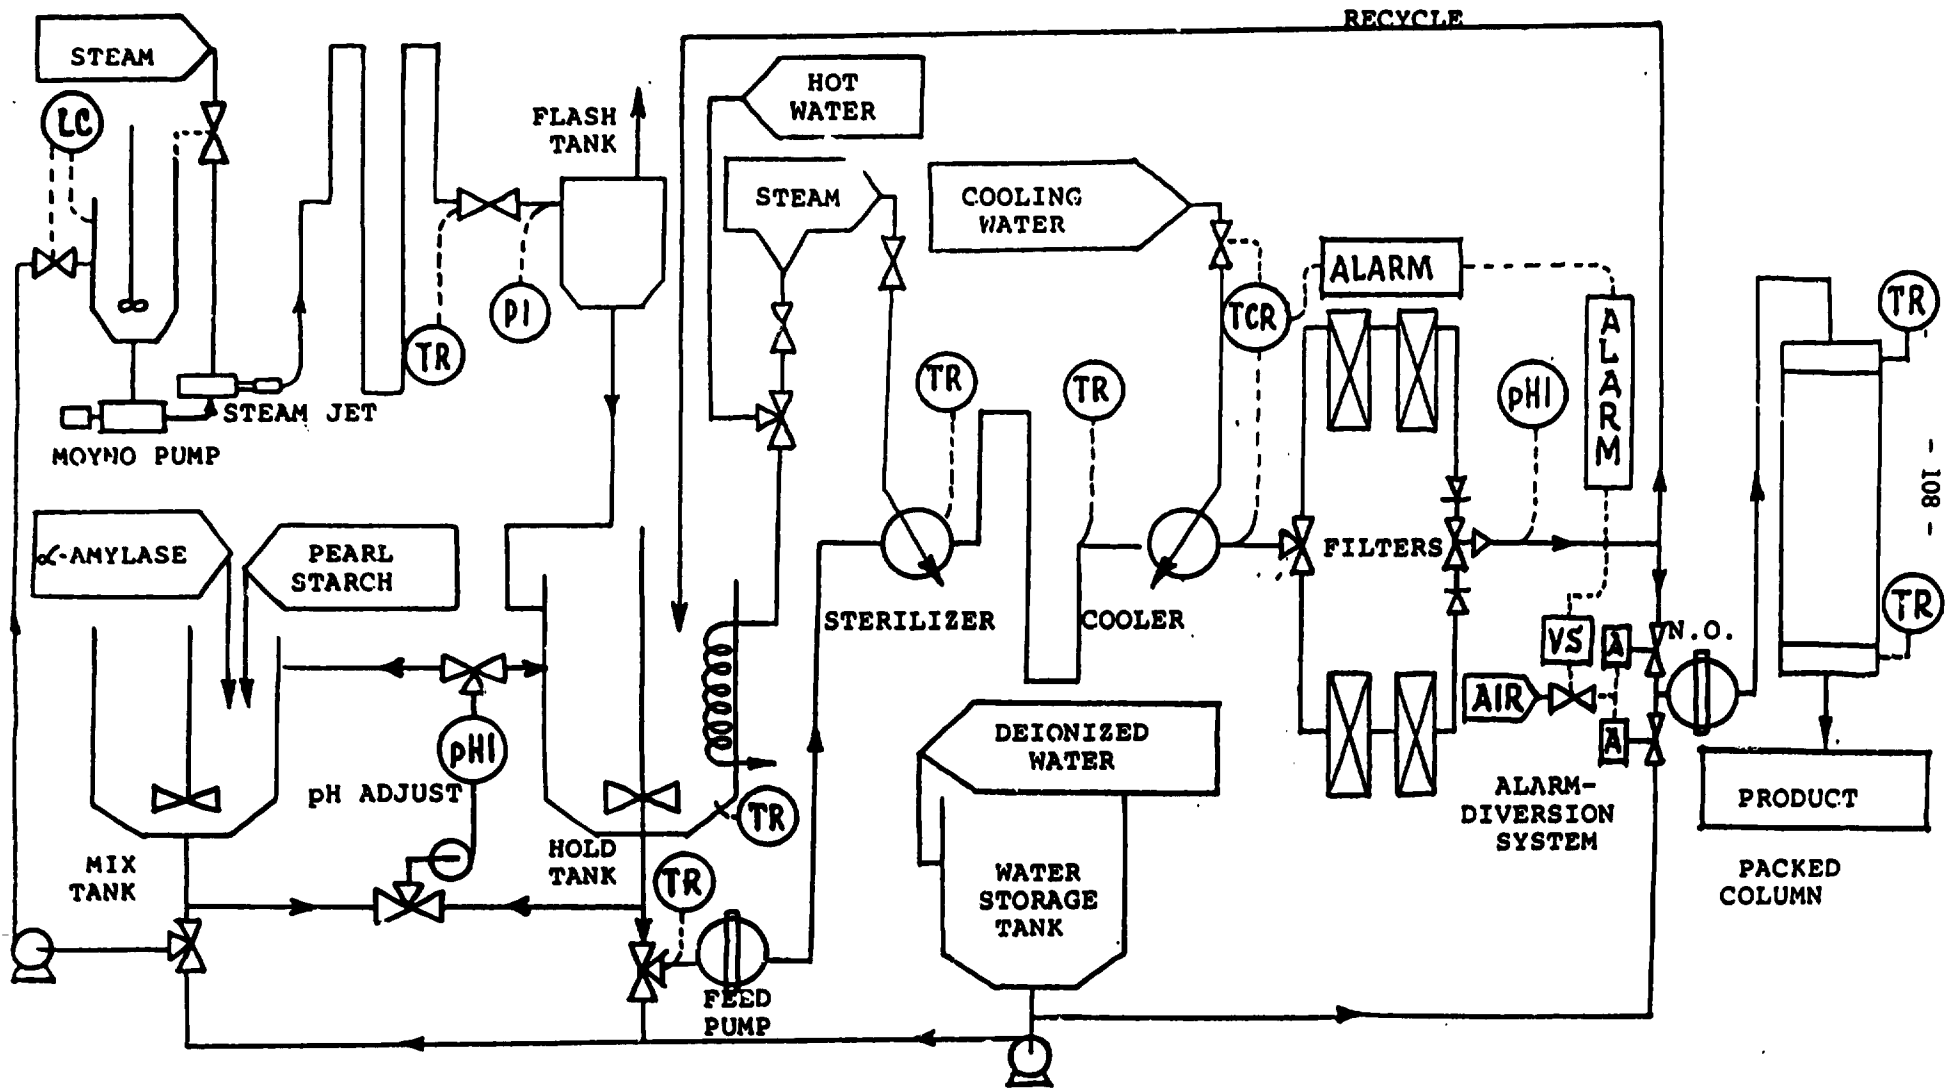 RECYCLE
STEAM
HOT
WATER
LC
FLASH
TANK
STEAM
COOLING
WATER
ALARM
PI
TCR
TR
TR
TR
TR
pHI
ALARM
STEAM JET
MOYNO PUMP
- 108 -
α-AMYLASE
PEARL
STARCH
FILTERS
STERILIZER
COOLER
VS
A
N.O.
TR
AIR
A
pHI
DEIONIZED
WATER
pH ADJUST
TR
ALARM-
DIVERSION
SYSTEM
PRODUCT
MIX
TANK
HOLD
TANK
TR
WATER
STORAGE
TANK
PACKED
COLUMN
FEED
PUMP